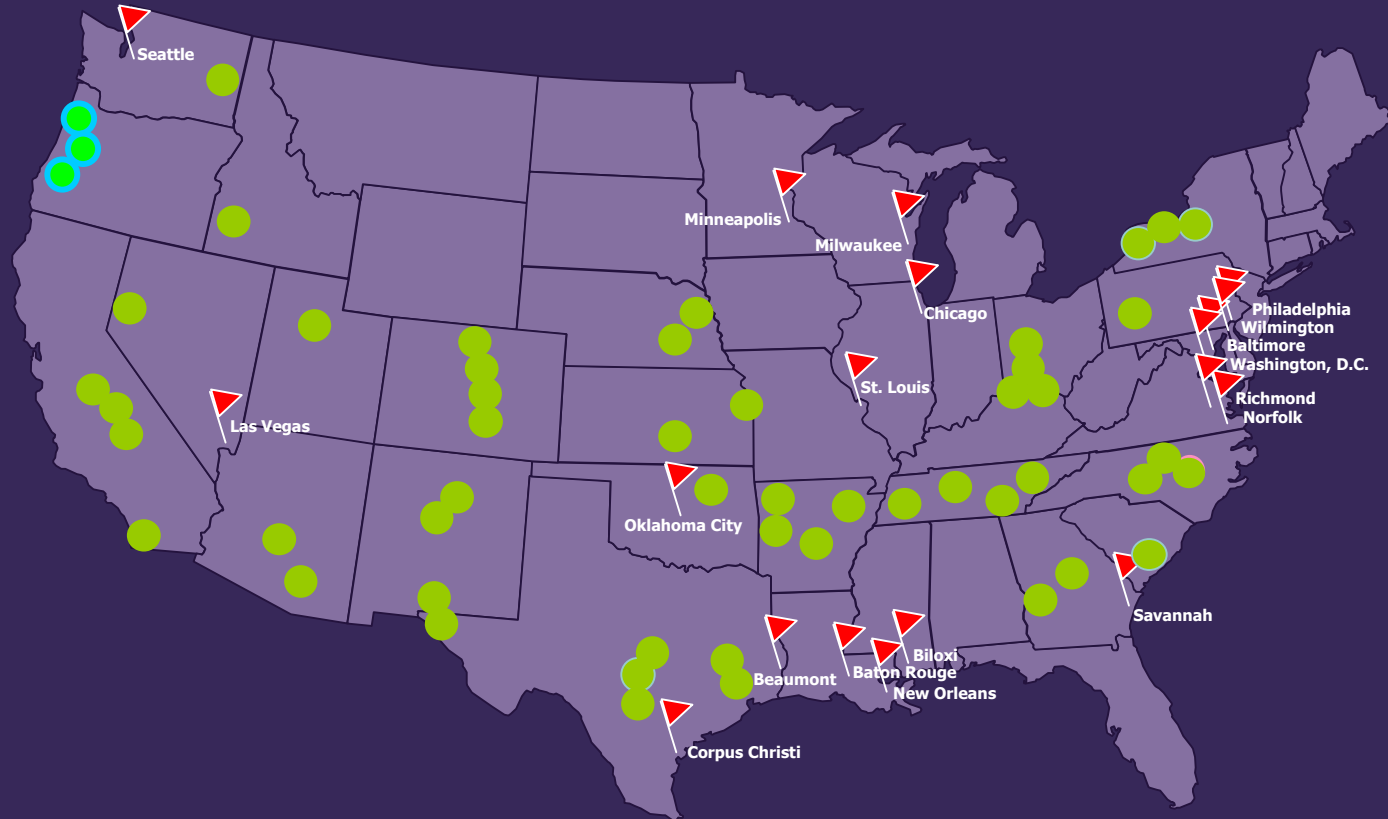 Seattle
Minneapolis
Milwaukee
Chicago
Philadelphia
Wilmington
Baltimore
Washington, D.C.
St. Louis
Richmond
Norfolk
Las Vegas
Oklahoma City
Savannah
Biloxi
Baton Rouge
Beaumont
New Orleans
Corpus Christi